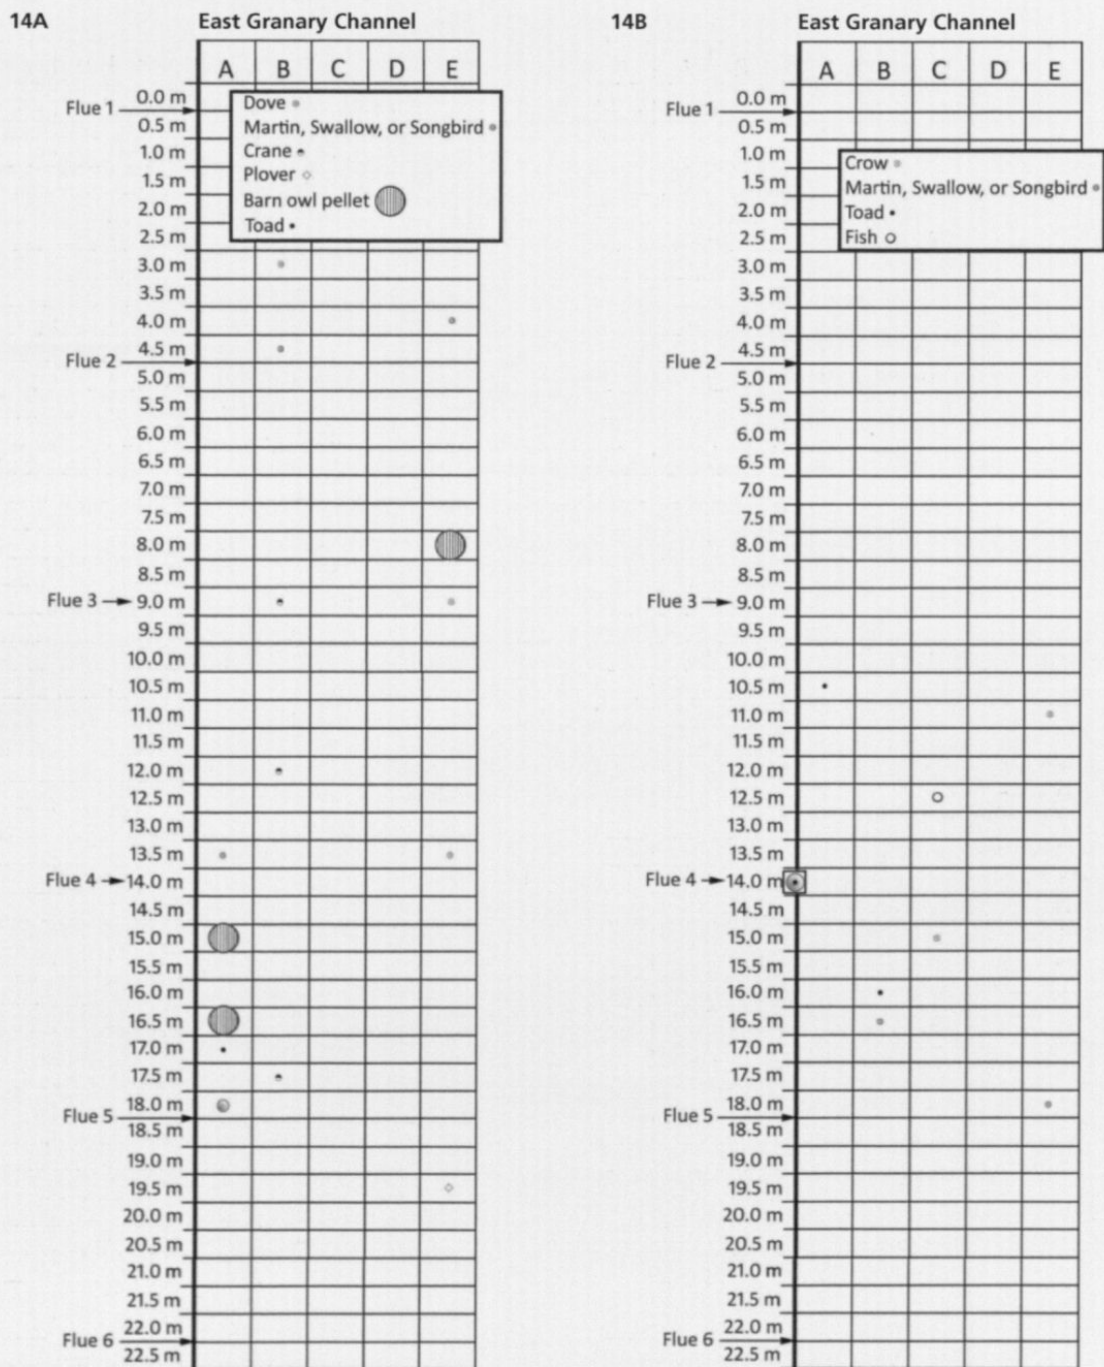 14A
East Granary Channel
A B C D E
Flue 1
0.0 m
0.5 m
1.0 m
1.5 m
2.0 m
2.5 m
3.0 m
3.5 m
4.0 m
4.5 m
Flue 2
5.0 m
5.5 m
6.0 m
6.5 m
7.0 m
7.5 m
8.0 m
8.5 m
Flue 3 9.0 m
9.5 m
10.0 m
10.5 m
11.0 m
11.5 m
12.0 m
12.5 m
13.0 m
13.5 m
Flue 4 14.0 m
14.5 m
15.0 m
15.5 m
16.0 m
16.5 m
17.0 m
17.5 m
18.0 m
Flue 5
18.5 m
19.0 m
19.5 m
20.0 m
20.5 m
21.0 m
21.5 m
22.0 m
Flue 6
22.5 m
Dove
Martin, Swallow, or Songbird
Crane
Plover
Barn owl pellet
Toad
14B
East Granary Channel
A B C D E
Flue 1
0.0 m
0.5 m
1.0 m
1.5 m
2.0 m
2.5 m
3.0 m
3.5 m
4.0 m
4.5 m
Flue 2
5.0 m
5.5 m
6.0 m
6.5 m
7.0 m
7.5 m
8.0 m
8.5 m
Flue 3 9.0 m
9.5 m
10.0 m
10.5 m
11.0 m
11.5 m
12.0 m
12.5 m
13.0 m
13.5 m
Flue 4 14.0 m
14.5 m
15.0 m
15.5 m
16.0 m
16.5 m
17.0 m
17.5 m
18.0 m
Flue 5
18.5 m
19.0 m
19.5 m
20.0 m
20.5 m
21.0 m
21.5 m
22.0 m
Flue 6
22.5 m
Crow
Martin, Swallow, or Songbird
Toad
Fish